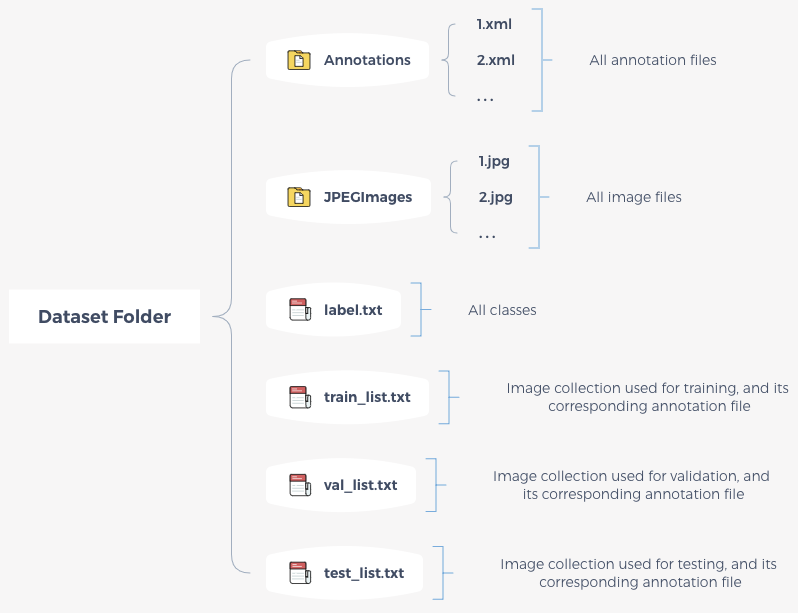 Dataset Folder
Annotations
1.xml
2.xml
...
All annotation files
JPEGImages
1.jpg
2.jpg
...
All image files
label.txt
All classes
train_list.txt
Image collection used for training, and its
corresponding annotation file
val_list.txt
Image collection used for validation, and
its corresponding annotation file
test_list.txt
Image collection used for testing, and its
corresponding annotation file